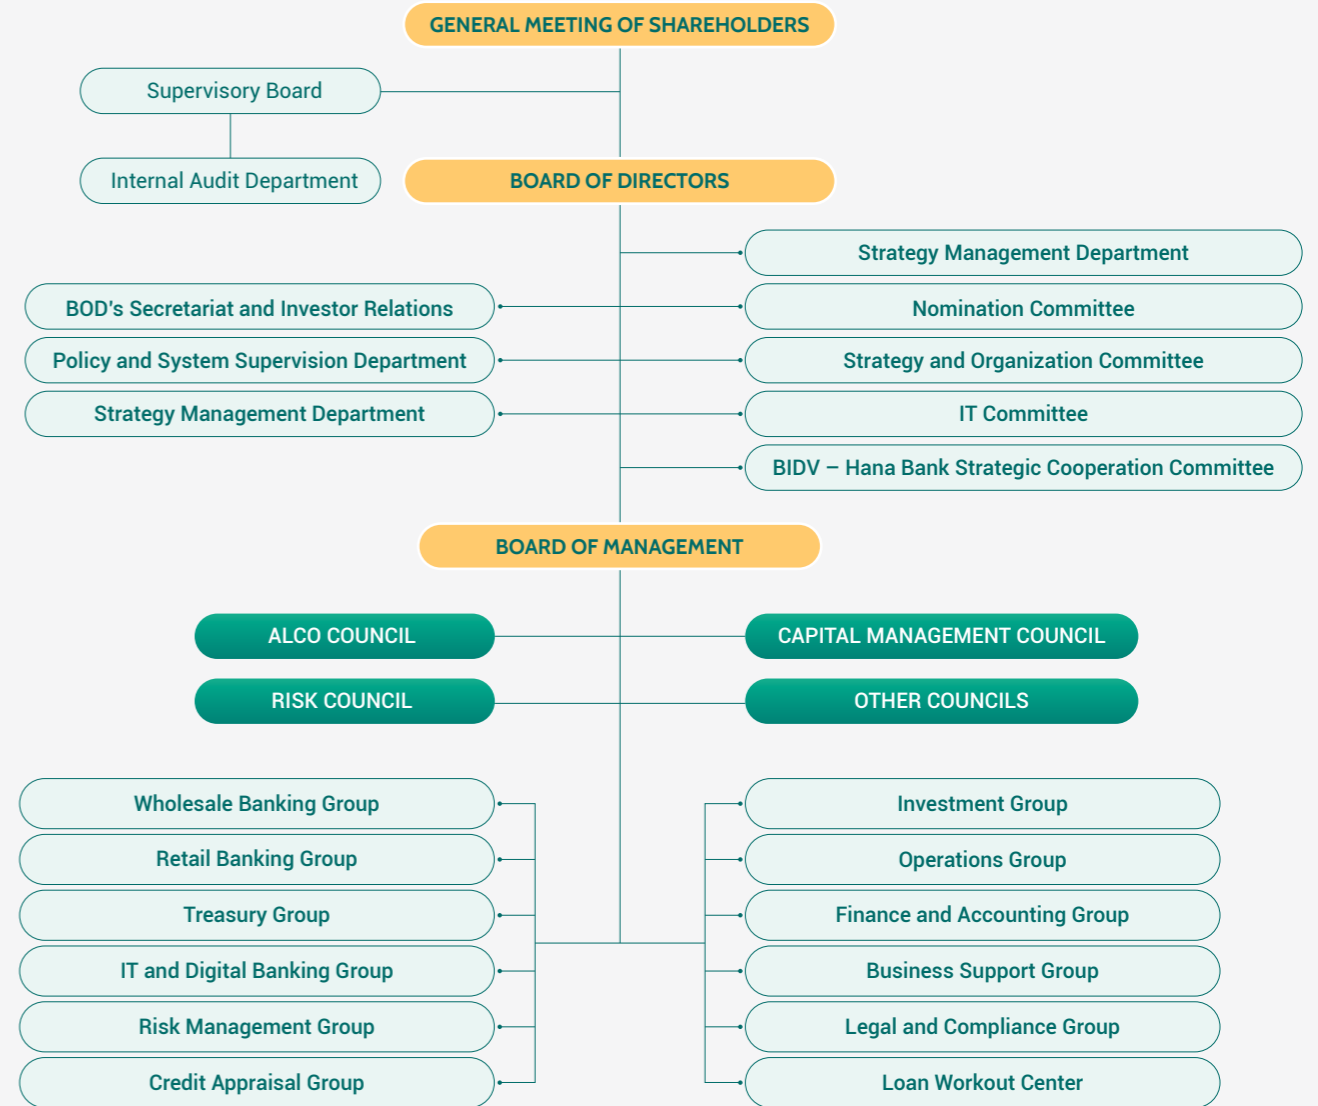 GENERAL MEETING OF SHAREHOLDERS
Supervisory Board
Internal Audit Department
BOARD OF DIRECTORS
Strategy Management Department
BOD's Secretariat and Investor Relations
Nomination Committee
Policy and System Supervision Department
Strategy and Organization Committee
Strategy Management Department
IT Committee
BIDV – Hana Bank Strategic Cooperation Committee
BOARD OF MANAGEMENT
ALCO COUNCIL
CAPITAL MANAGEMENT COUNCIL
RISK COUNCIL
OTHER COUNCILS
Wholesale Banking Group
Investment Group
Retail Banking Group
Operations Group
Treasury Group
Finance and Accounting Group
IT and Digital Banking Group
Business Support Group
Risk Management Group
Legal and Compliance Group
Credit Appraisal Group
Loan Workout Center